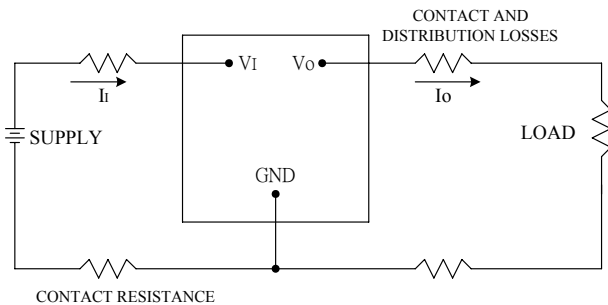 CONTACT AND
DISTRIBUTION LOSSES
VI
VO
II
IO
SUPPLY
LOAD
GND
CONTACT RESISTANCE